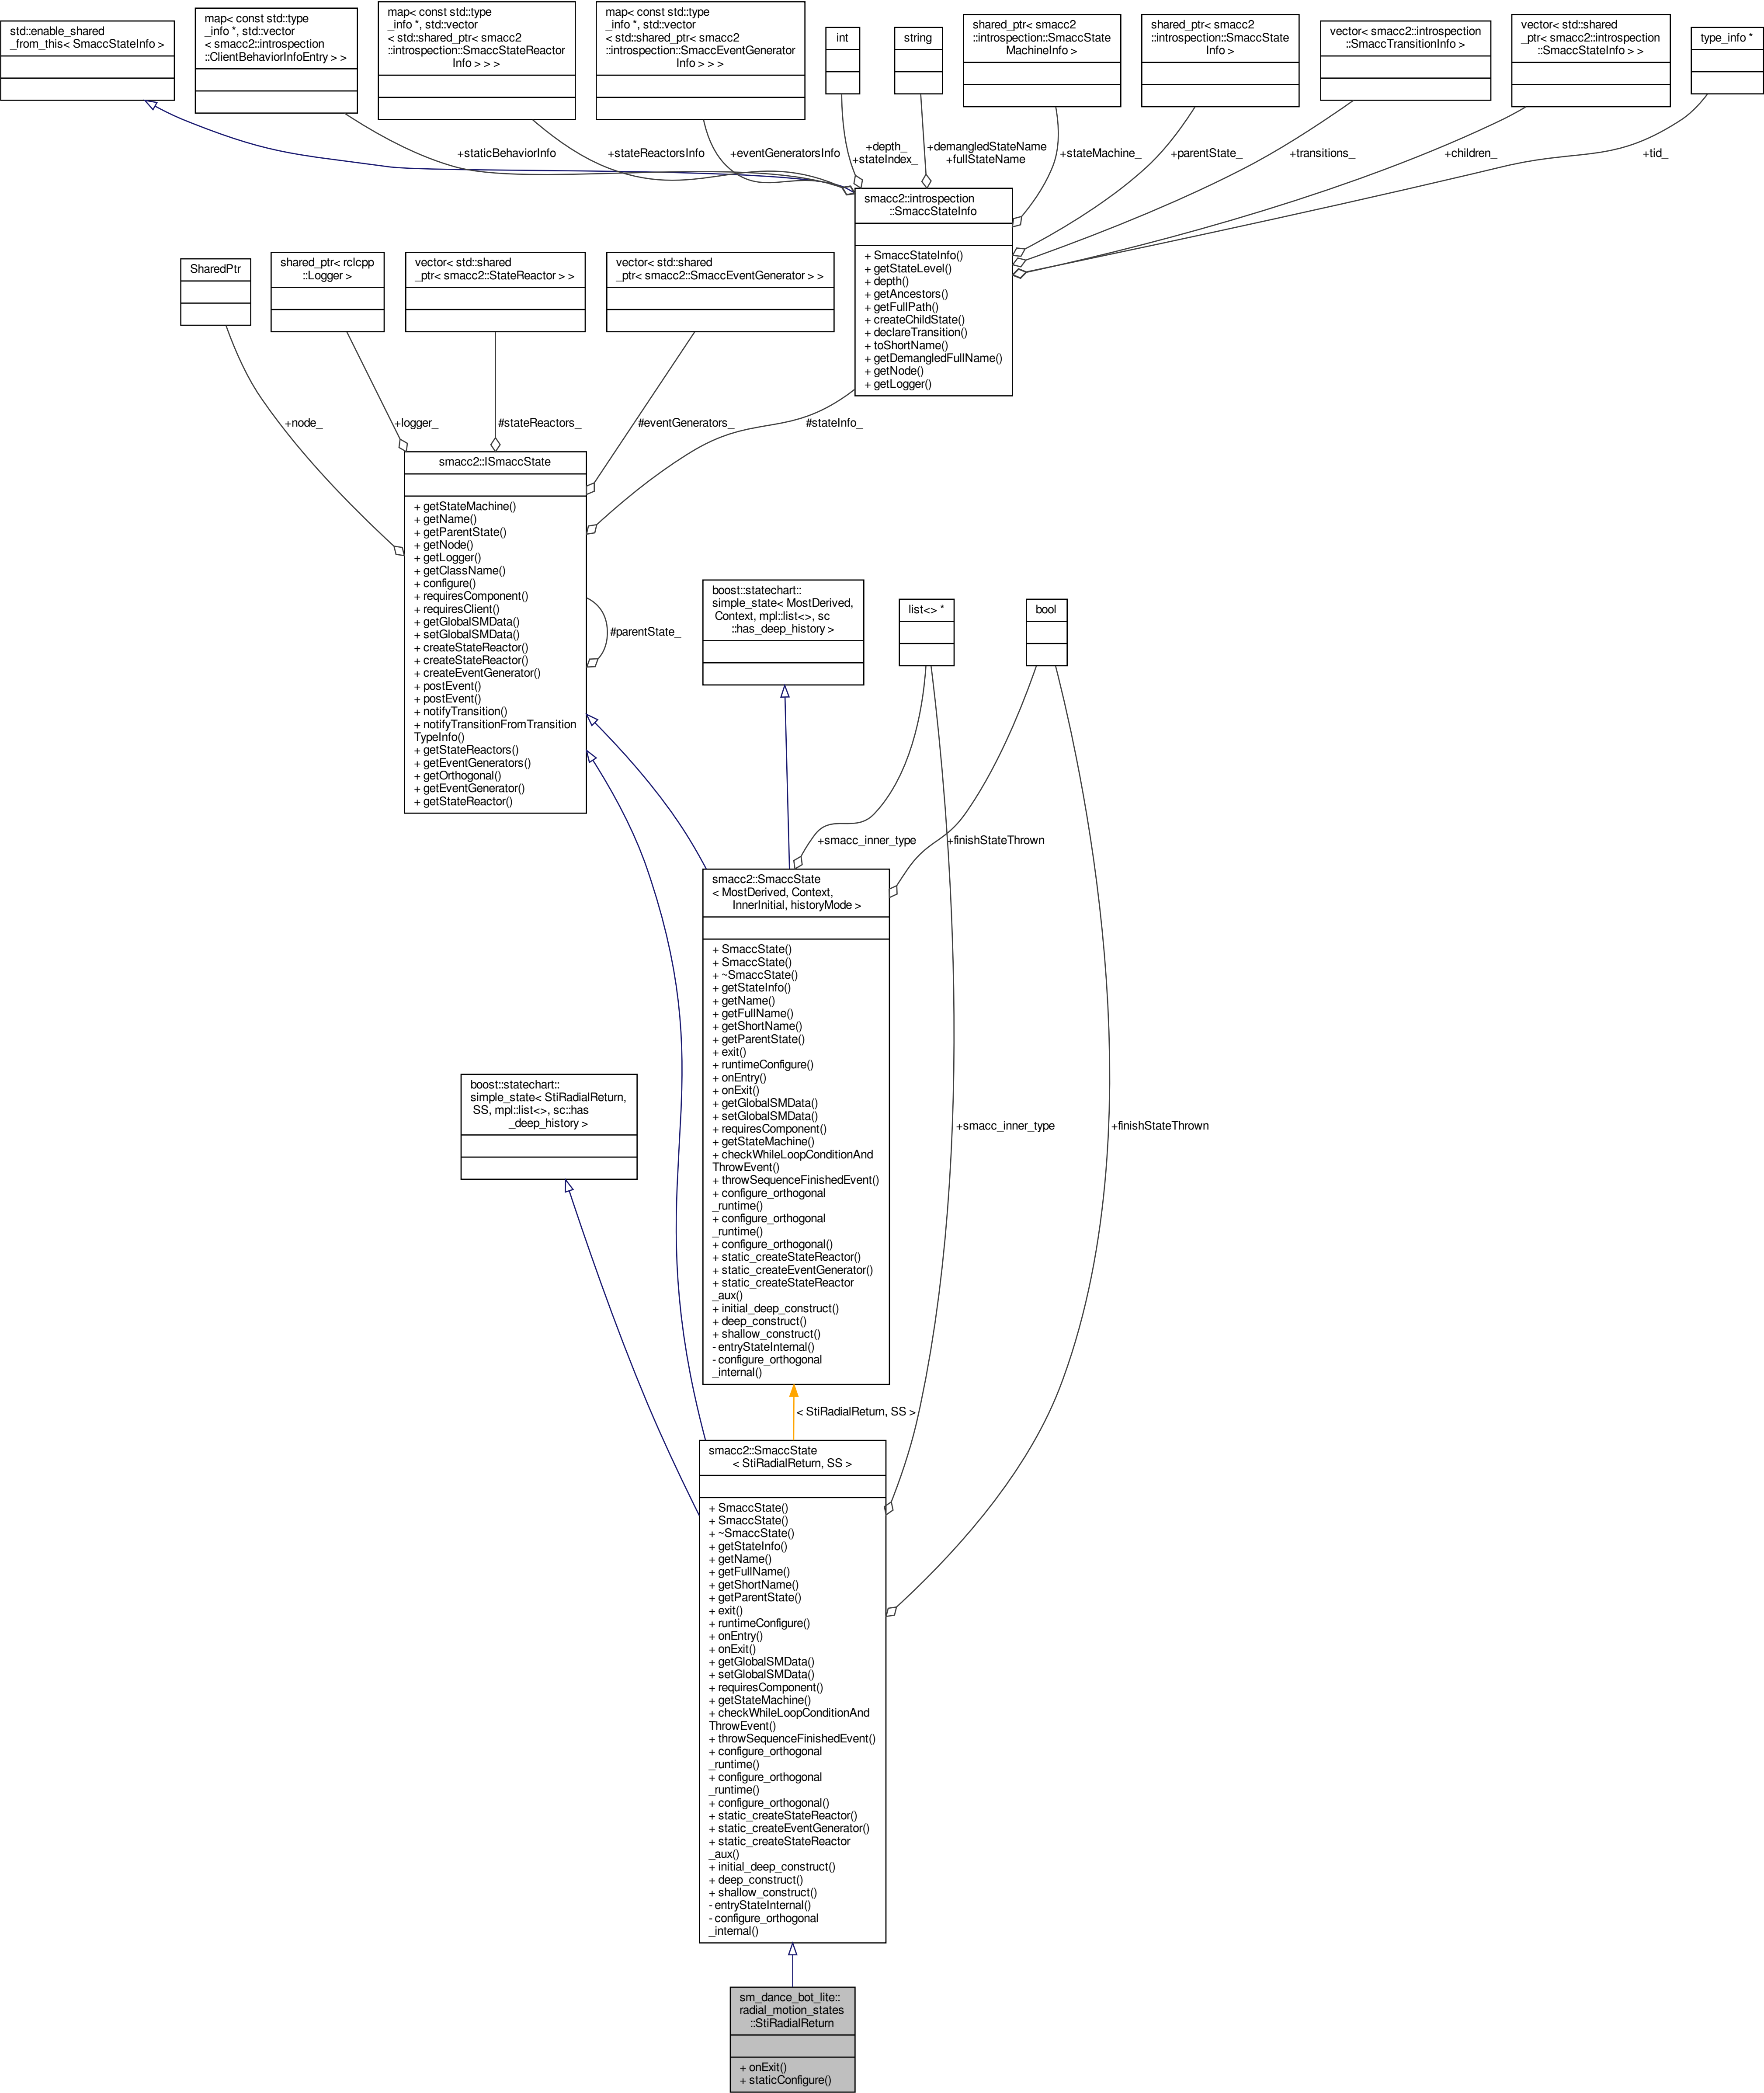 std::enable_shared
_from_this< SmaccStateInfo >
map< const std::type
_info *, std::vector
< smacc2::introspection
::ClientBehaviorInfoEntry > >
map< const std::type
_info *, std::vector
< std::shared_ptr< smacc2
::introspection::SmaccStateReactor
Info > > >
map< const std::type
_info *, std::vector
< std::shared_ptr< smacc2
::introspection::SmaccEventGenerator
Info > > >
int
string
shared_ptr< smacc2
::introspection::SmaccState
MachineInfo >
shared_ptr< smacc2
::introspection::SmaccState
Info >
vector< smacc2::introspection
::SmaccTransitionInfo >
vector< std::shared
_ptr< smacc2::introspection
::SmaccStateInfo > >
type_info *
+staticBehaviorInfo
+stateReactorsInfo
+eventGeneratorsInfo
+depth_
+stateIndex_
+demangledStateName
+fullStateName
+stateMachine_
+parentState_
+transitions_
+children_
+tid_
smacc2::introspection
::SmaccStateInfo
+ SmaccStateInfo()
+ getStateLevel()
+ depth()
+ getAncestors()
+ getFullPath()
+ createChildState()
+ declareTransition()
+ toShortName()
+ getDemangledFullName()
+ getNode()
+ getLogger()
SharedPtr
shared_ptr< rclcpp
::Logger >
vector< std::shared
_ptr< smacc2::StateReactor > >
vector< std::shared
_ptr< smacc2::SmaccEventGenerator > >
+node_
+logger_
#stateReactors_
#eventGenerators_
#stateInfo_
smacc2::ISmaccState
+ getStateMachine()
+ getName()
+ getParentState()
+ getNode()
+ getLogger()
+ getClassName()
+ configure()
+ requiresComponent()
+ requiresClient()
+ getGlobalSMData()
+ setGlobalSMData()
+ createStateReactor()
+ createStateReactor()
+ createEventGenerator()
+ postEvent()
+ postEvent()
+ notifyTransition()
+ notifyTransitionFromTransition
TypeInfo()
+ getStateReactors()
+ getEventGenerators()
+ getOrthogonal()
+ getEventGenerator()
+ getStateReactor()
#parentState_
boost::statechart::
simple_state< MostDerived,
Context, mpl::list<>, sc
::has_deep_history >
list<> *
bool
+smacc_inner_type
+finishStateThrown
smacc2::SmaccState
< MostDerived, Context,
InnerInitial, historyMode >
+ SmaccState()
+ SmaccState()
+ ~SmaccState()
+ getStateInfo()
+ getName()
+ getFullName()
+ getShortName()
+ getParentState()
+ exit()
+ runtimeConfigure()
+ onEntry()
+ onExit()
+ getGlobalSMData()
+ setGlobalSMData()
+ requiresComponent()
+ getStateMachine()
+ checkWhileLoopConditionAnd
ThrowEvent()
+ throwSequenceFinishedEvent()
+ configure_orthogonal
_runtime()
+ configure_orthogonal
_runtime()
+ configure_orthogonal()
+ static_createStateReactor()
+ static_createEventGenerator()
+ static_createStateReactor
_aux()
+ initial_deep_construct()
+ deep_construct()
+ shallow_construct()
- entryStateInternal()
- configure_orthogonal
_internal()
boost::statechart::
simple_state< StiRadialReturn,
SS, mpl::list<>, sc::has
_deep_history >
+smacc_inner_type
+finishStateThrown
< StiRadialReturn, SS >
smacc2::SmaccState
< StiRadialReturn, SS >
+ SmaccState()
+ SmaccState()
+ ~SmaccState()
+ getStateInfo()
+ getName()
+ getFullName()
+ getShortName()
+ getParentState()
+ exit()
+ runtimeConfigure()
+ onEntry()
+ onExit()
+ getGlobalSMData()
+ setGlobalSMData()
+ requiresComponent()
+ getStateMachine()
+ checkWhileLoopConditionAnd
ThrowEvent()
+ throwSequenceFinishedEvent()
+ configure_orthogonal
_runtime()
+ configure_orthogonal
_runtime()
+ configure_orthogonal()
+ static_createStateReactor()
+ static_createEventGenerator()
+ static_createStateReactor
_aux()
+ initial_deep_construct()
+ deep_construct()
+ shallow_construct()
- entryStateInternal()
- configure_orthogonal
_internal()
sm_dance_bot_lite::
radial_motion_states
::StiRadialReturn
+ onExit()
+ staticConfigure()